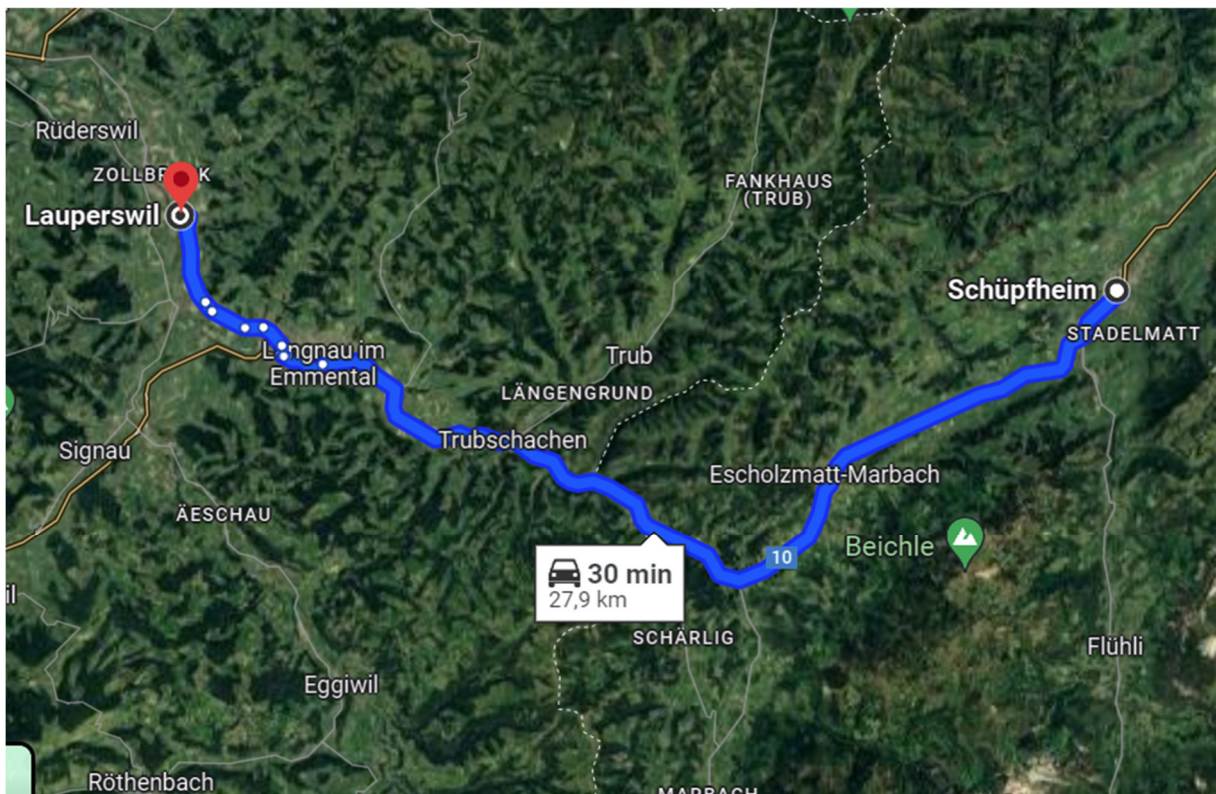 Rüderswil
Lauperswil
FANKHAUS
(TRUB)
Schüpfheim
STADELMATT
Emmental
Trub
LÄNGENGRUND
Trubschachen
Signau
Escholzmatt-Marbach
ÄESCHAU
10
Beichle
30 min
27,9 km
SCHÄRLIG
Flühli
Eggiwil
Röthenbach